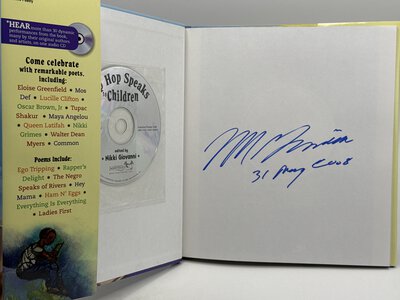 "HEAR more than 30 dynamic
performances from the book,
many by their original authors
and artists, on one audio CD
Come celebrate
with remarkable poets,
including:
Eloise Greenfield • Mos
Def • Lucille Clifton •
Oscar Brown, Jr • Tupac
Shakur • Maya Angelou
• Queen Latifah • Nikki
Grimes • Walter Dean
Myers • Common
Poems Include:
Ego Tripping • Rapper's
Delight • The Negro
Speaks of Rivers • Hey
Mama • Ham N' Eggs •
Everything Is Everything
• Ladies First
Hop Speaks
Children
edited by
Nikki Giovanni
31
2008